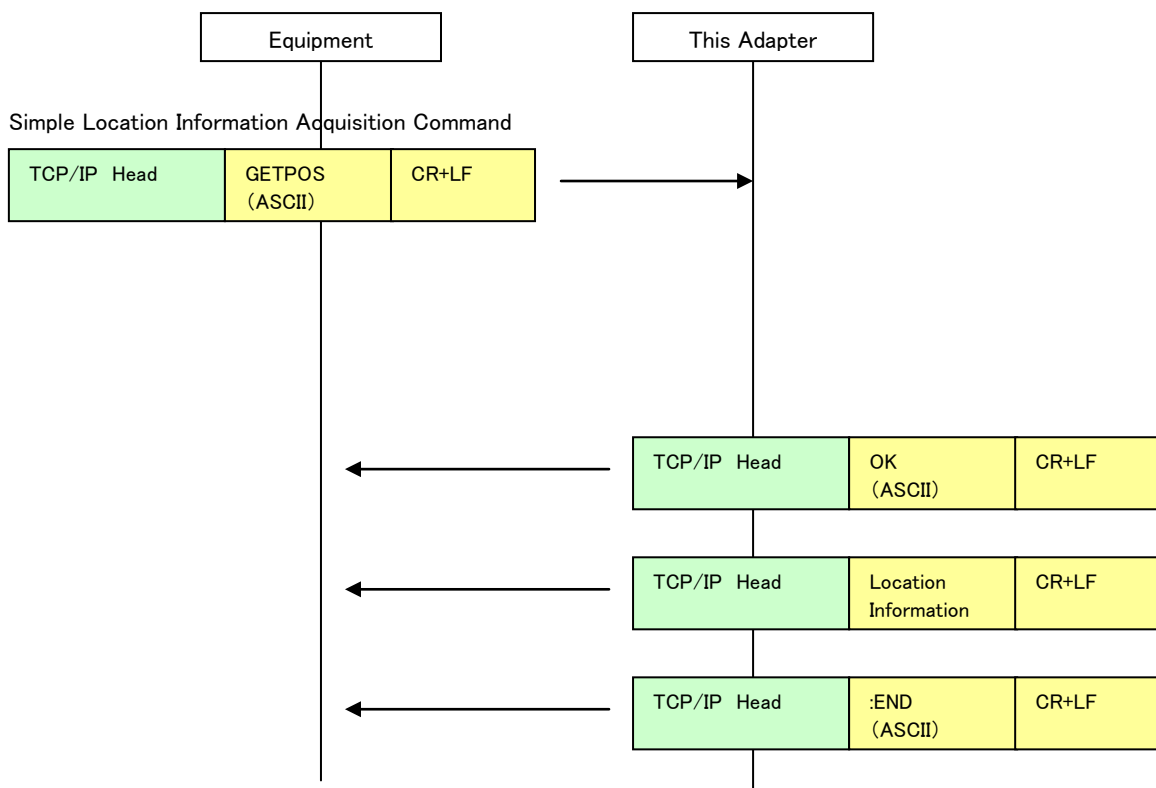 Equipment
This Adapter
Simple Location Information Acquisition Command
TCP/IP Head
GETPOS
(ASCII)
CR+LF
TCP/IP Head
OK
(ASCII)
CR+LF
TCP/IP Head
Location
Information
CR+LF
TCP/IP Head
:END
(ASCII)
CR+LF